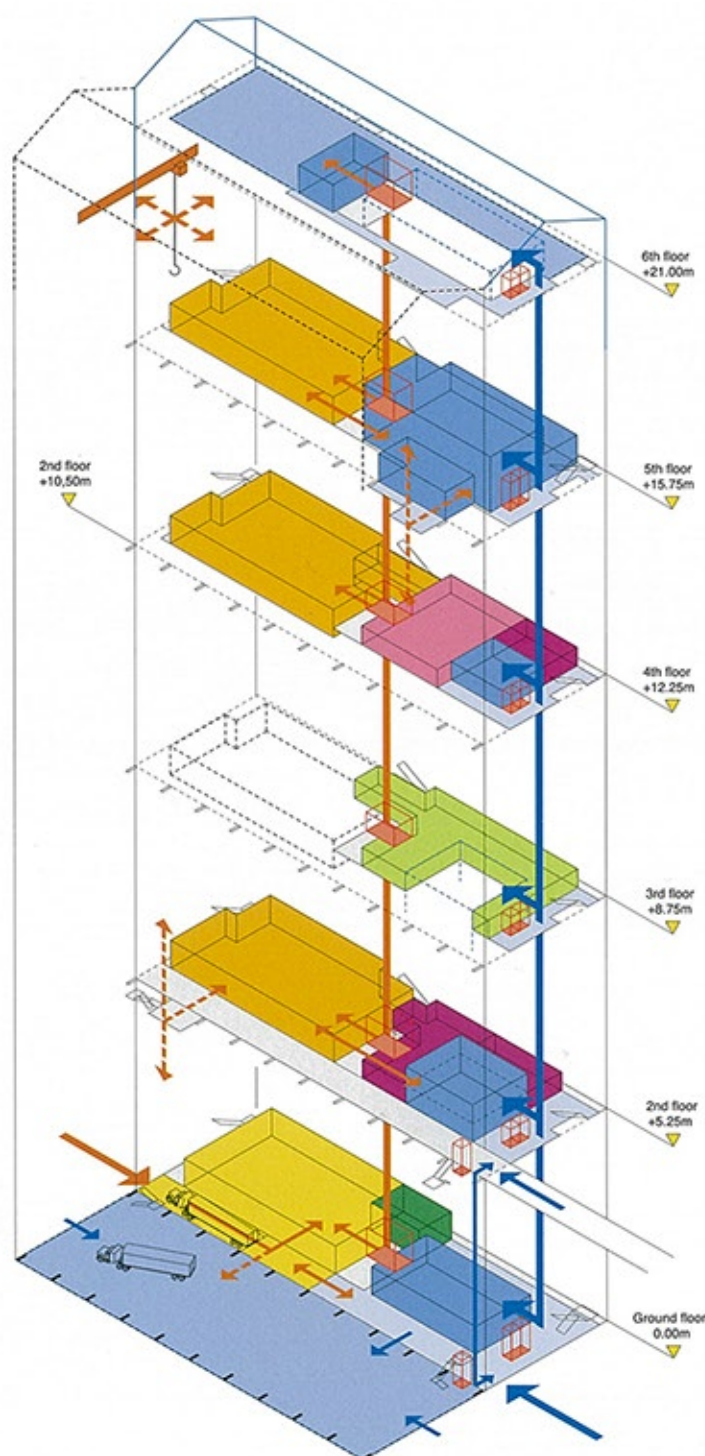 6th floor
+21.00m
2nd floor
+10,50m
5th floor
+15.75m
4th floor
+12.25m
3rd floor
+8.75m
2nd floor
+5.25m
Ground floor
0.00m